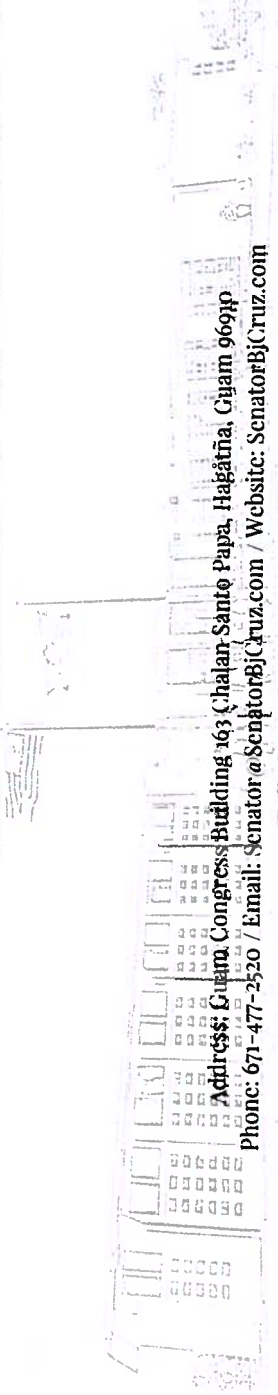 Address: Guam Congress Building 163 Chalan Santo Papa, Hagåtña, Guam 96910
Phone: 671-477-2520 / Email: Senator@SenatorBjCruz.com / Website: SenatorBjCruz.com